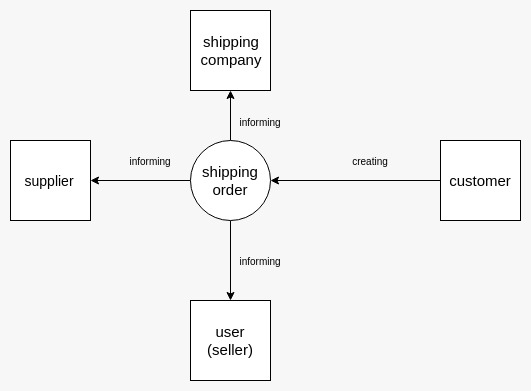 shipping
company
informing
informing
creating
supplier
shipping
order
customer
informing
user
(seller)